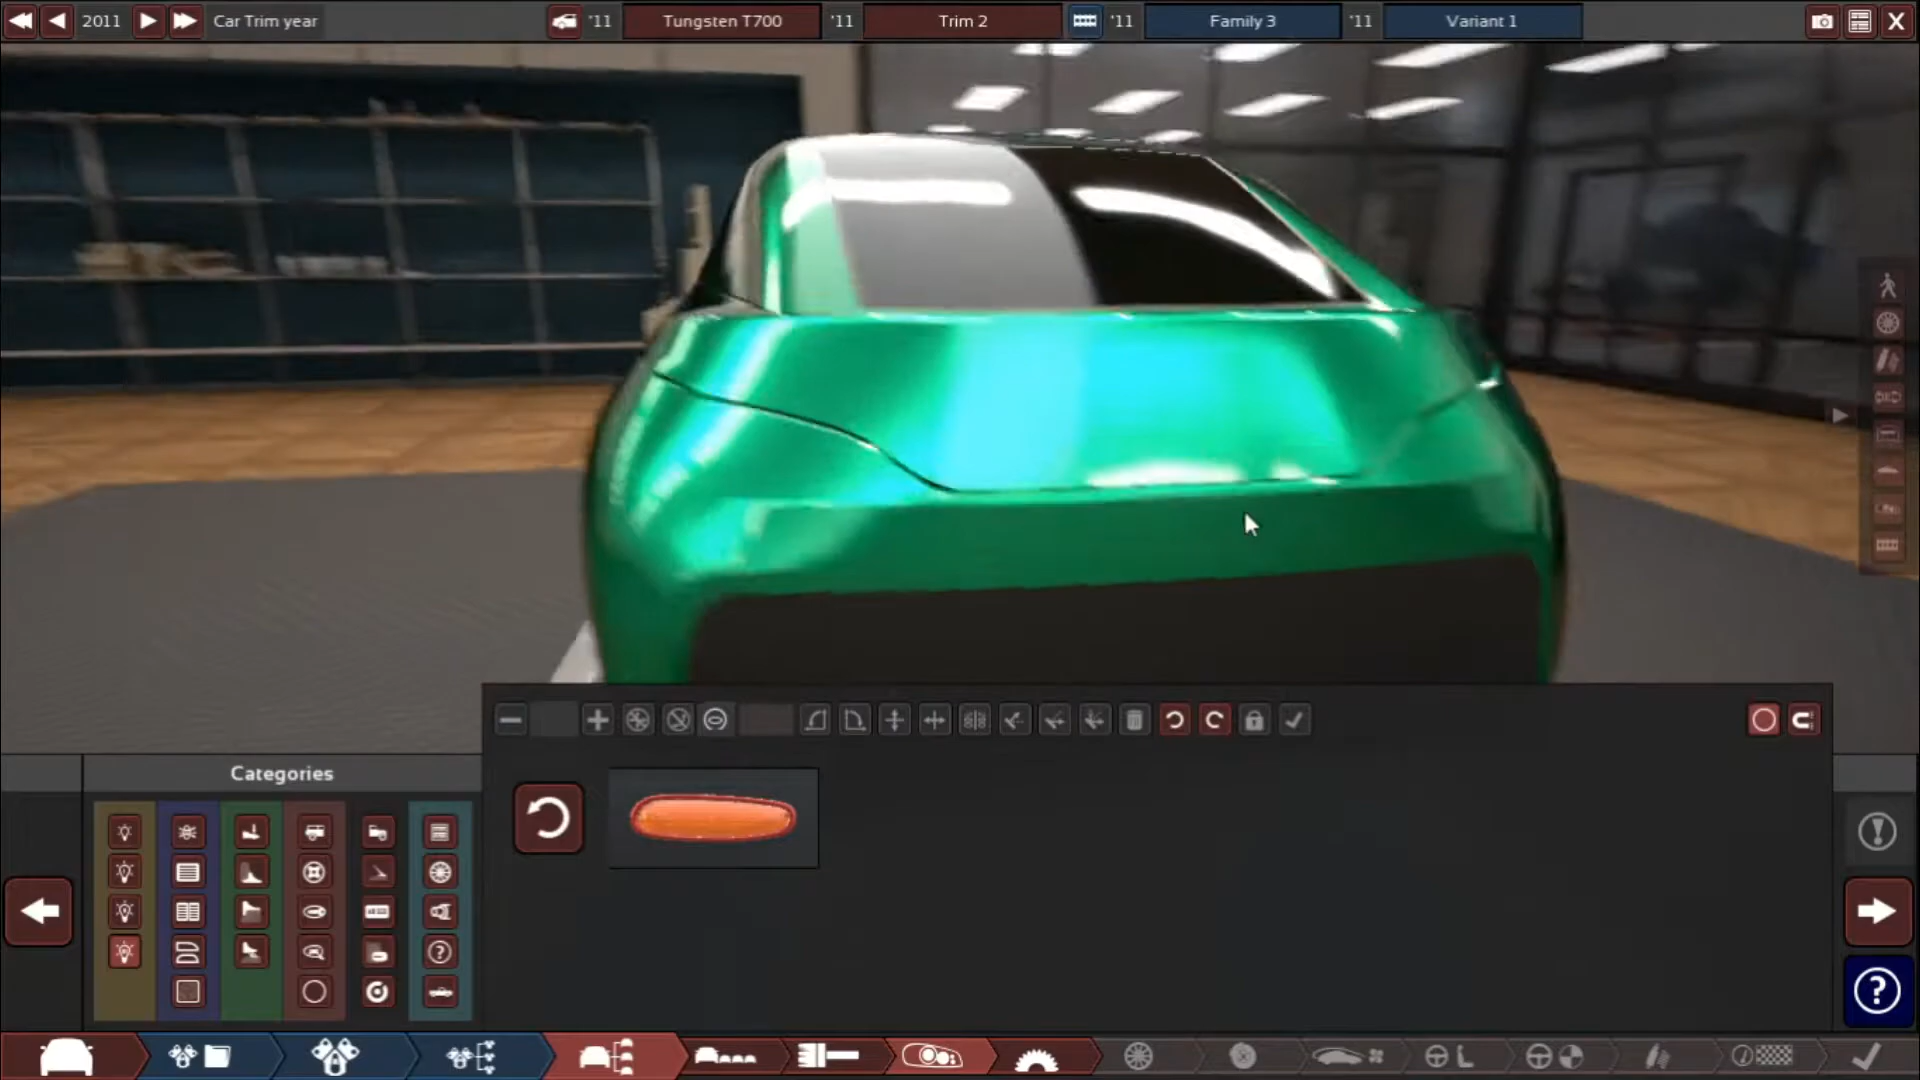 2011 Car Trim year '11 Tungsten T700 '11 Trim 2 '11 Family 3 '11 Variant 1
Categories